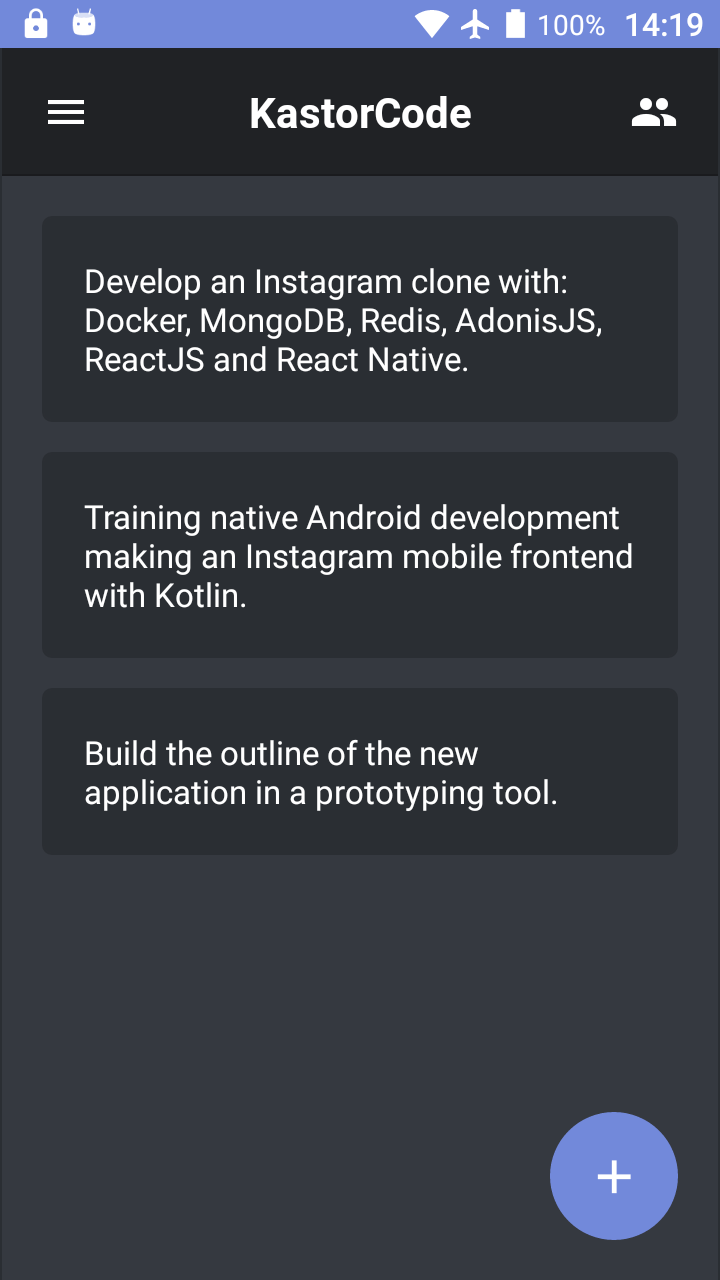 100% 14:19
KastorCode
Develop an Instagram clone with:
Docker, MongoDB, Redis, AdonisJS,
ReactJS and React Native.
Training native Android development
making an Instagram mobile frontend
with Kotlin.
Build the outline of the new
application in a prototyping tool.